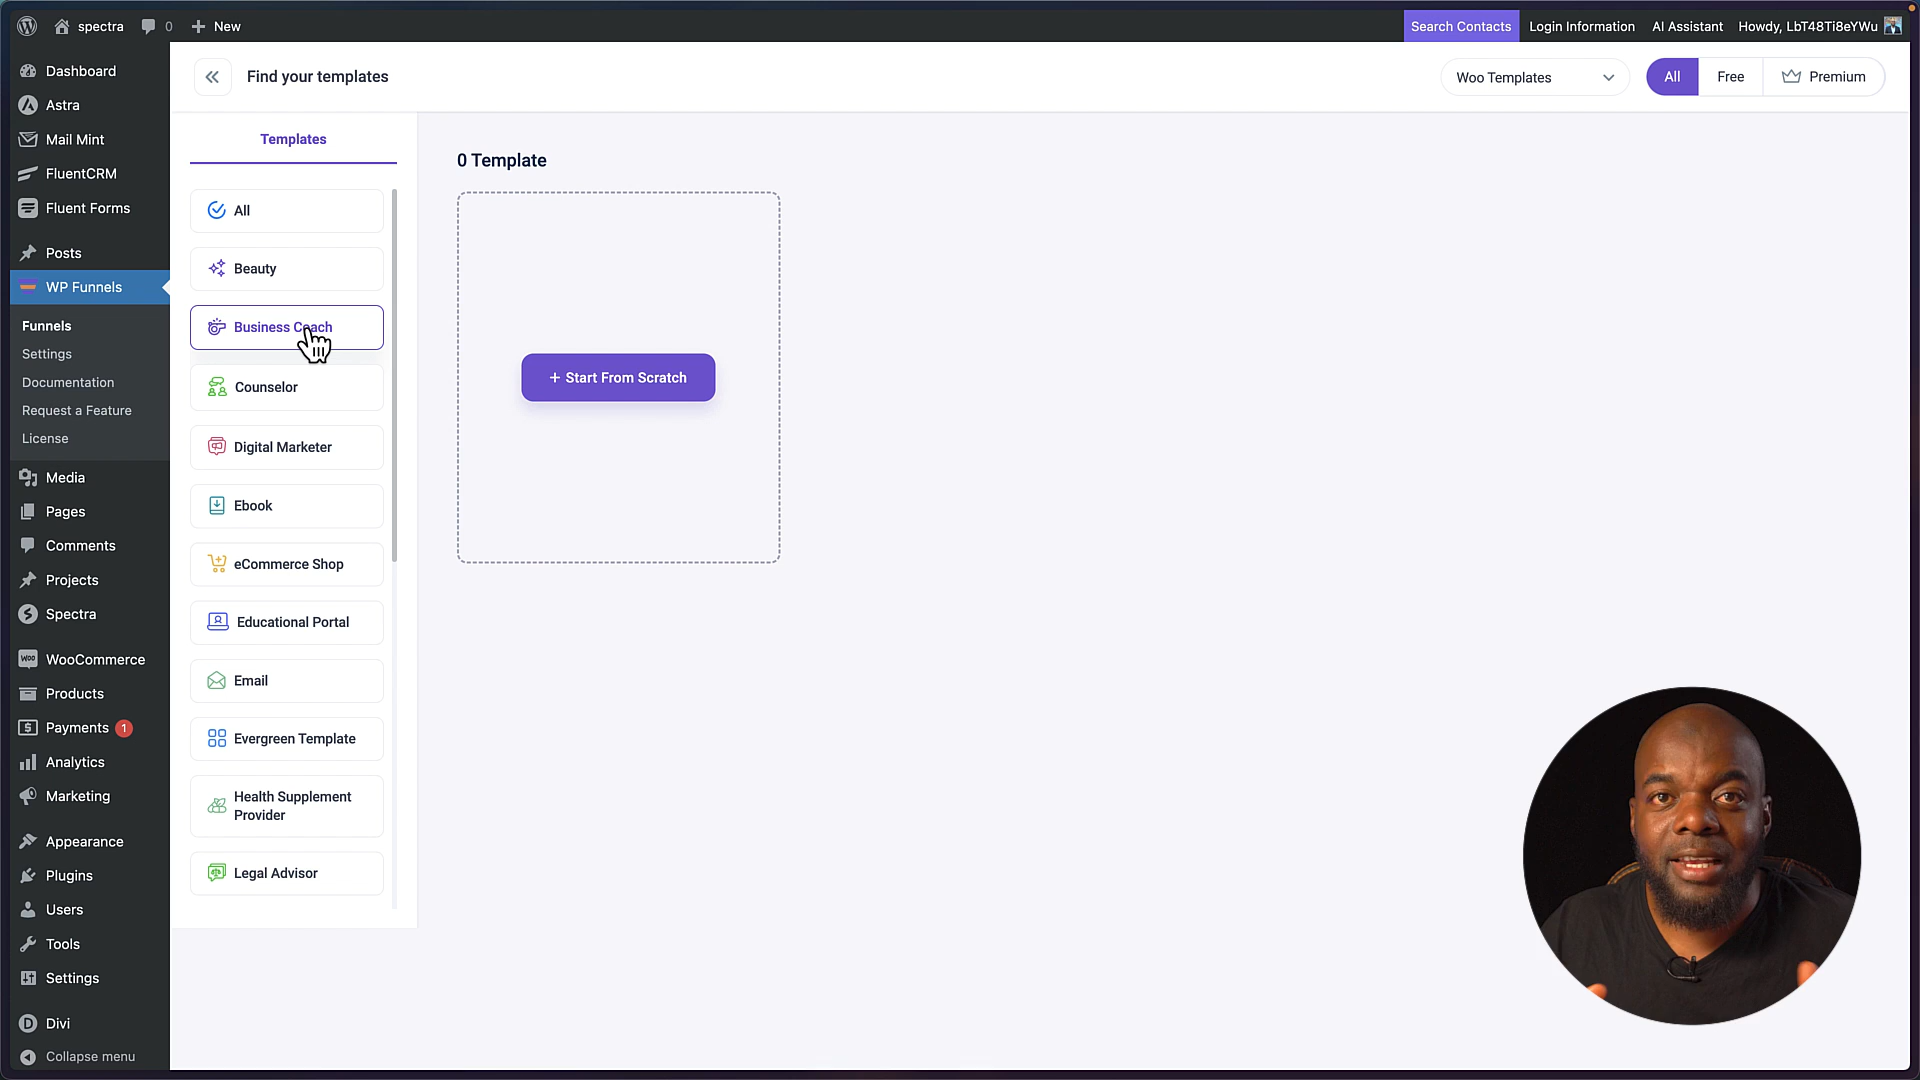 spectra
0
New
Search Contacts
Login Information
AI Assistant
Howdy, LbT48Ti8eYWu
Dashboard
Astra
Mail Mint
FluentCRM
Fluent Forms
Posts
WP Funnels
Funnels
Settings
Documentation
Request a Feature
License
Media
Pages
Comments
Projects
Spectra
WooCommerce
Products
Payments 1
Analytics
Marketing
Appearance
Plugins
Users
Tools
Settings
Divi
Collapse menu
Find your templates
Woo Templates
All
Free
Premium
Templates
All
Beauty
Business Coach
Counselor
Digital Marketer
Ebook
eCommerce Shop
Educational Portal
Email
Evergreen Template
Health Supplement
Provider
Legal Advisor
0 Template
+ Start From Scratch